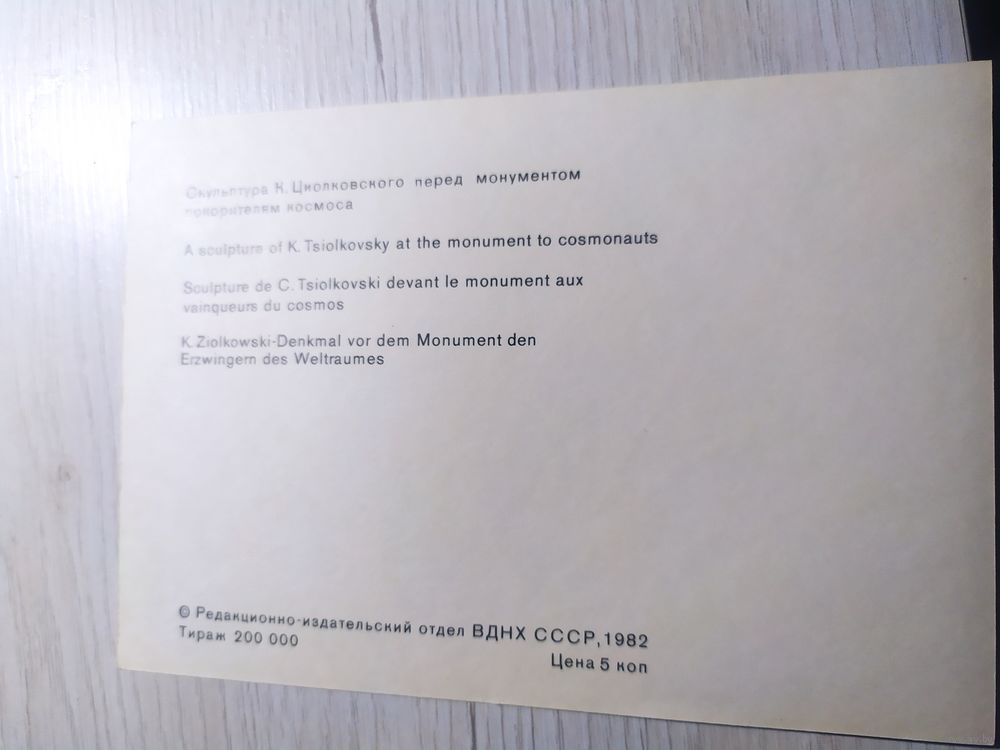 Скульптура К. Циолковского перед монументом
покорителям космоса
A sculpture of K. Tsiolkovsky at the monument to cosmonauts
Sculpture de C. Tsiolkovski devant le monument aux
vainqueurs du cosmos
K. Ziolkowski-Denkmal vor dem Monument den
Erzwingern des Weltraumes
© Редакционно-издательский отдел ВДНХ СССР, 1982
Тираж 200 000
Цена 5 коп